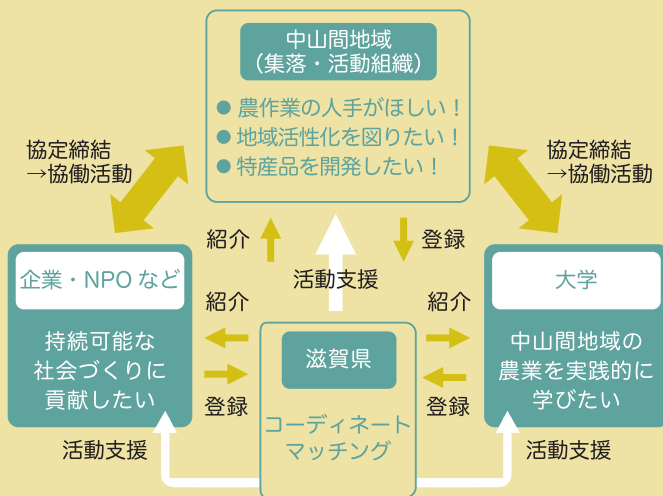 中山間地域
（集落・活動組織）
● 農作業の人手がほしい！
● 地域活性化を図りたい！
● 特産品を開発したい！
協定締結
→協働活動
協定締結
→協働活動
紹介
登録
活動支援
企業・NPO など
持続可能な
社会づくりに
貢献したい
紹介
登録
滋賀県
コーディネート
マッチング
紹介
登録
大学
中山間地域の
農業を実践的に
学びたい
活動支援
活動支援